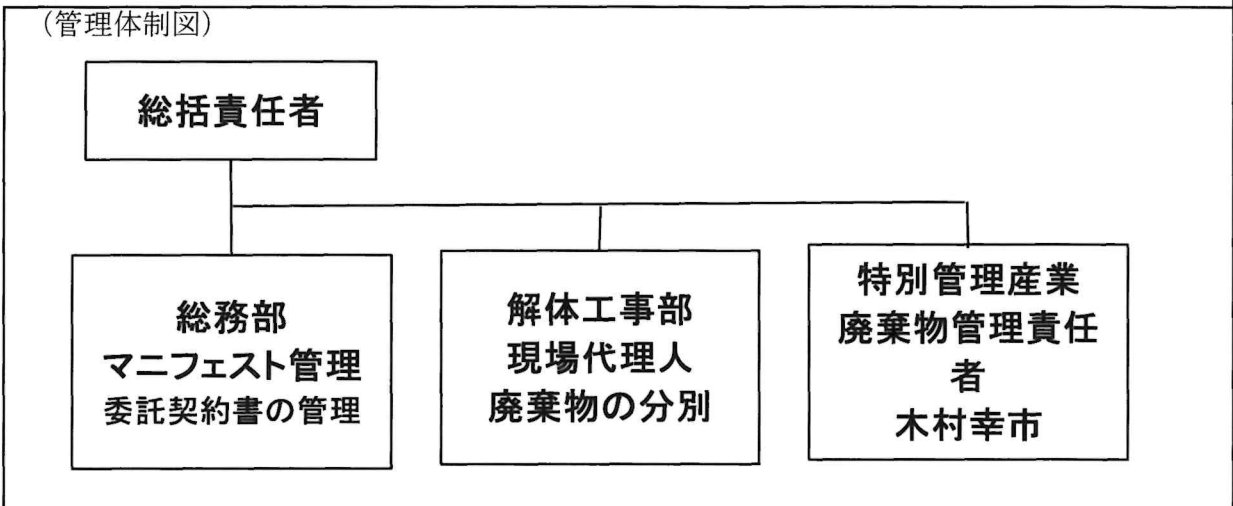 （管理体制図）
総括責任者
総務部
マニフェスト管理
委託契約書の管理
解体工事部
現場代理人
廃棄物の分別
特別管理産業
廃棄物管理責任
者
木村幸市